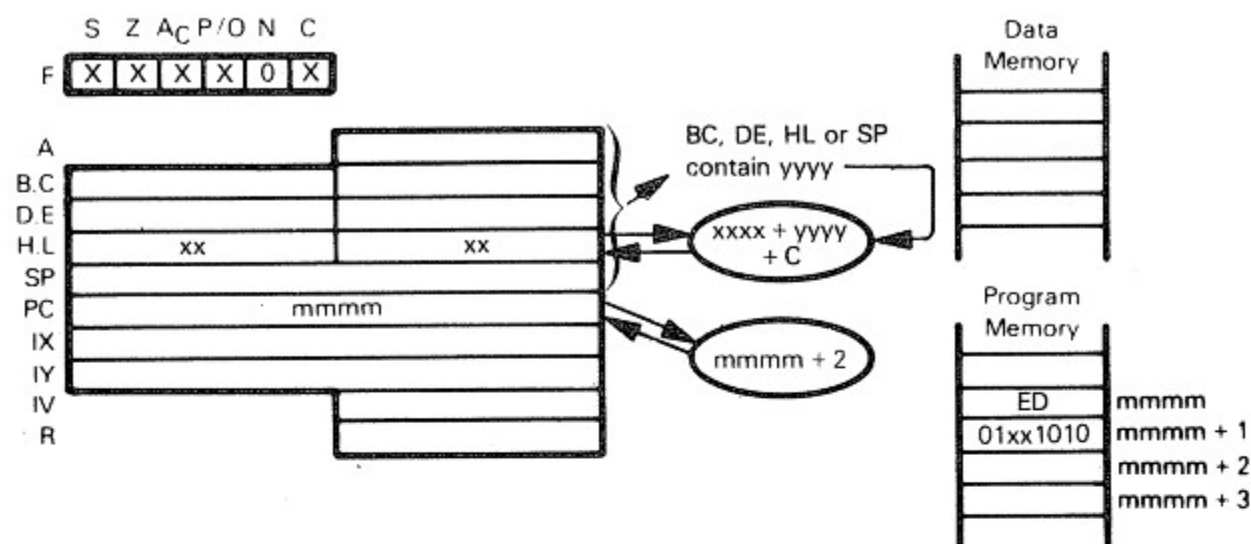 S Z AC P/O N C
F X X X X 0 X
A
B.C
D.E
H.L xx xx
SP
PC mmmm
IX
IY
IV
R
BC, DE, HL or SP
contain yyyy
xxxx + yyyy
+ C
mmmm + 2
Data
Memory
Program
Memory
ED mmmm
01xx1010 mmmm + 1
mmmm + 2
mmmm + 3